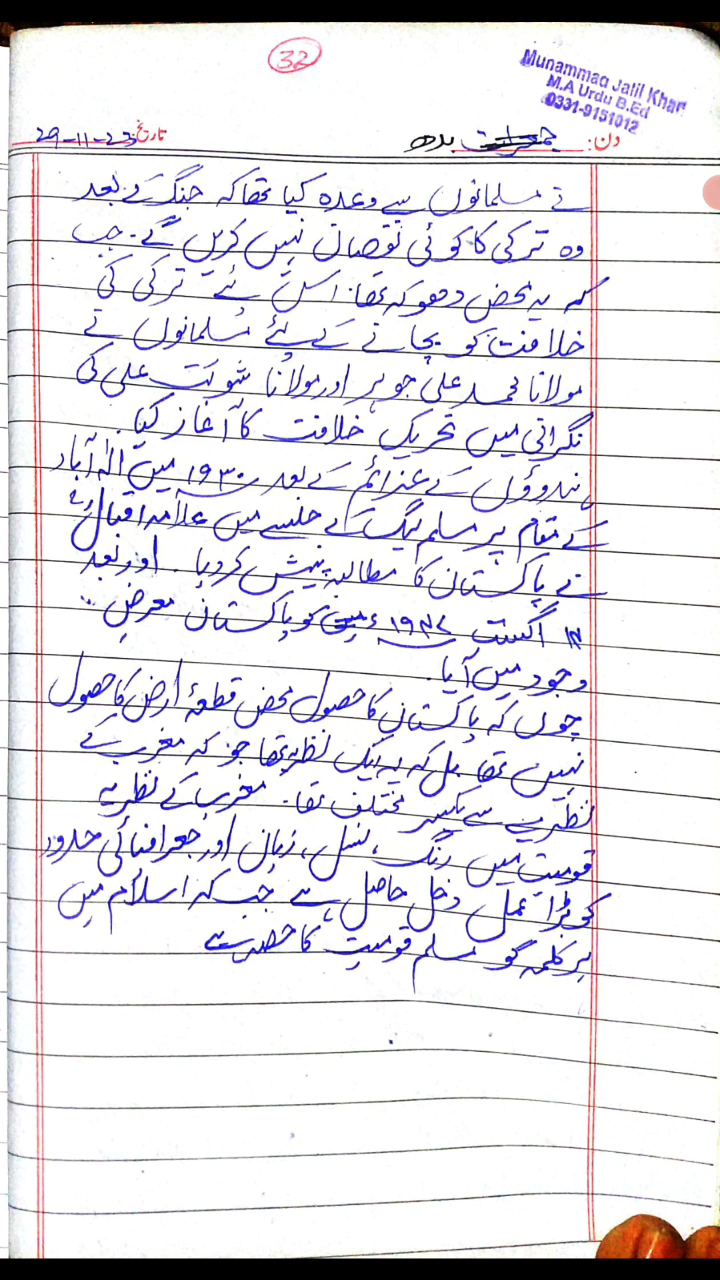 32
Muhammad Jalil Khan
M.A Urdu B.Ed
0331-9151012
دن: بدھ تاریخ: 29-11-23
نے مسلمانوں سے وعدہ کیا تھا کہ جنگ کے بعد
وہ ترکی کا کوئی نقصان نہیں کریں گے۔ جب
کہ یہ محض دھوکہ تھا۔ اس لئے ترکی کی
خلافت کو بچانے کے لئے مسلمانوں نے
مولانا محمد علی جوہر اور مولانا شوکت علی کی
نگرانی میں تحریک خلافت کا آغاز کیا۔
ہندوؤں کے عزائم کے بعد ۱۹۳۰ میں الٰہ آباد
کے مقام پر مسلم لیگ کے جلسے میں علامہ اقبالؒ
نے پاکستان کا مطالبہ پیش کر دیا۔ اور بعد
۱۴ اگست ۱۹۴۷ء کو پاکستان معرض
وجود میں آیا۔
چوں کہ پاکستان کا حصول محض قطعۂ ارض کا حصول
نہیں تھا بل کہ یہ ایک نظریہ تھا جو کہ مغرب کے
نظریے سے یکسر مختلف تھا۔ مغرب کے نظریہ
قومیت میں رنگ، نسل، زبان اور جغرافیائی حدود
کو بڑا عمل دخل حاصل ہے جب کہ اسلام میں
ہر کلمہ گو مسلم قومیت کا حصہ ہے